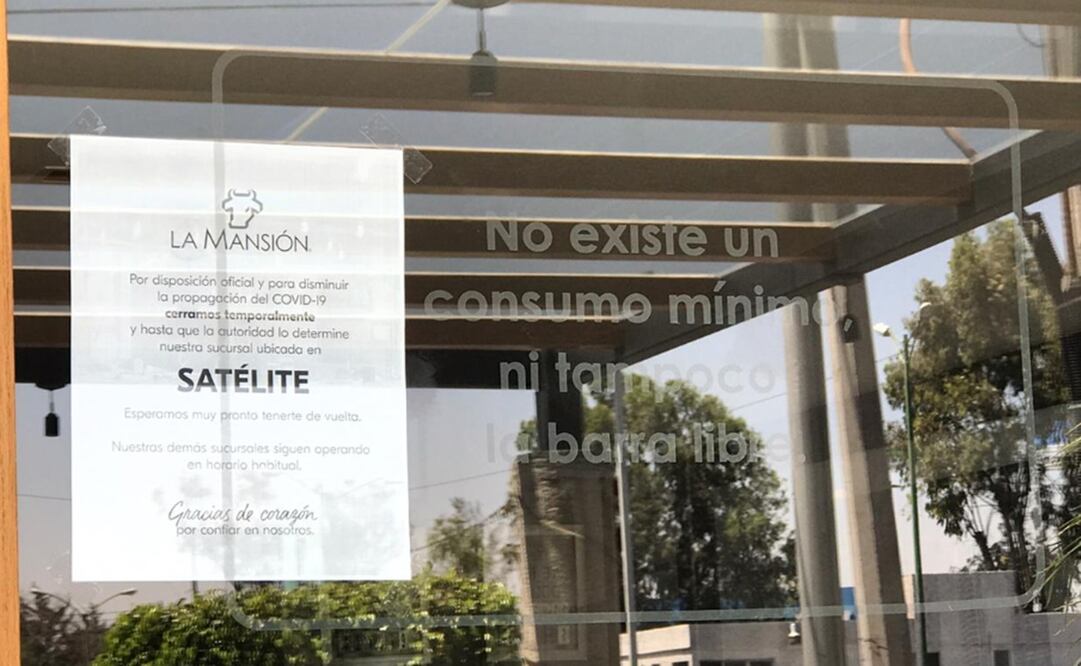 LA MANSIÓN
Por disposición oficial y para disminuir
la propagación del COVID-19
cerramos temporalmente
y hasta que la autoridad lo determine
nuestra sucursal ubicada en
SATÉLITE
Esperamos muy pronto tenerte de vuelta.
Nuestras demás sucursales siguen operando
en horario habitual.
Gracias de corazón
por confiar en nosotros.
No existe un
consumo mínimo,
ni tampoco
la barra libre.